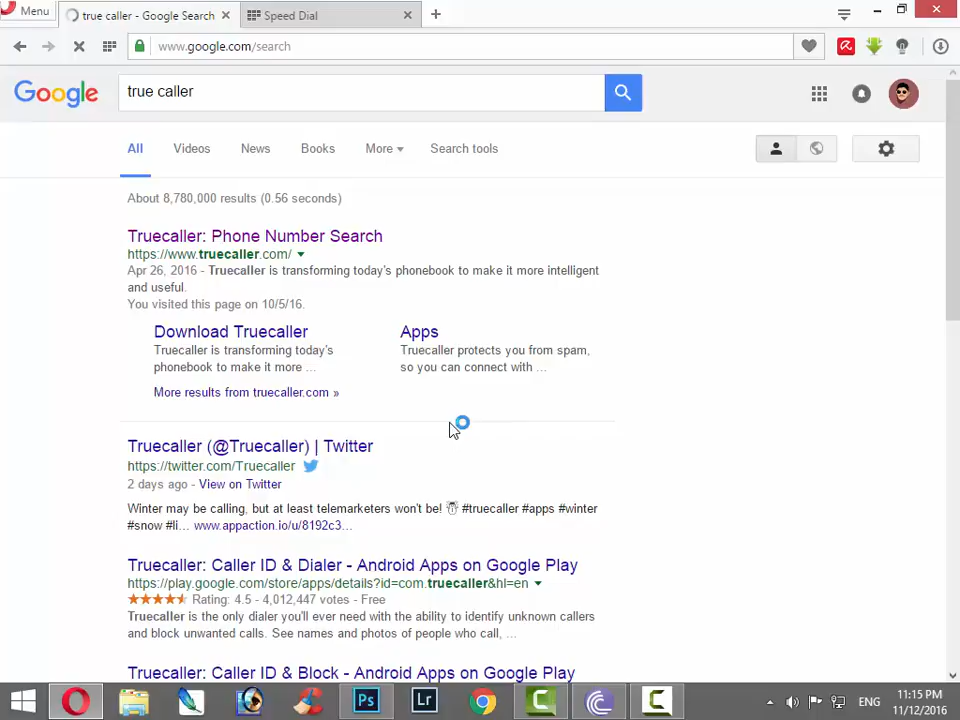 Menu
true caller - Google Search
Speed Dial
www.google.com/search
Google
true caller
All
Videos
News
Books
More
Search tools
About 8,780,000 results (0.56 seconds)
Truecaller: Phone Number Search
https://www.truecaller.com/
Apr 26, 2016 - Truecaller is transforming today's phonebook to make it more intelligent
and useful.
You visited this page on 10/5/16.
Download Truecaller
Truecaller is transforming today's
phonebook to make it more ...
Apps
Truecaller protects you from spam,
so you can connect with ...
More results from truecaller.com »
Truecaller (@Truecaller) | Twitter
https://twitter.com/Truecaller
2 days ago - View on Twitter
Winter may be calling, but at least telemarketers won't be! ☃ #truecaller #apps #winter
#snow #li... www.appaction.io/u/8192c3...
Truecaller: Caller ID & Dialer - Android Apps on Google Play
https://play.google.com/store/apps/details?id=com.truecaller&hl=en
Rating: 4.5 - 4,012,447 votes - Free
Truecaller is the only dialer you'll ever need with the ability to identify unknown callers
and block unwanted calls. See names and photos of people who call, ...
Truecaller: Caller ID & Block - Android Apps on Google Play
Ps
Lr
ENG
11:15 PM
11/12/2016